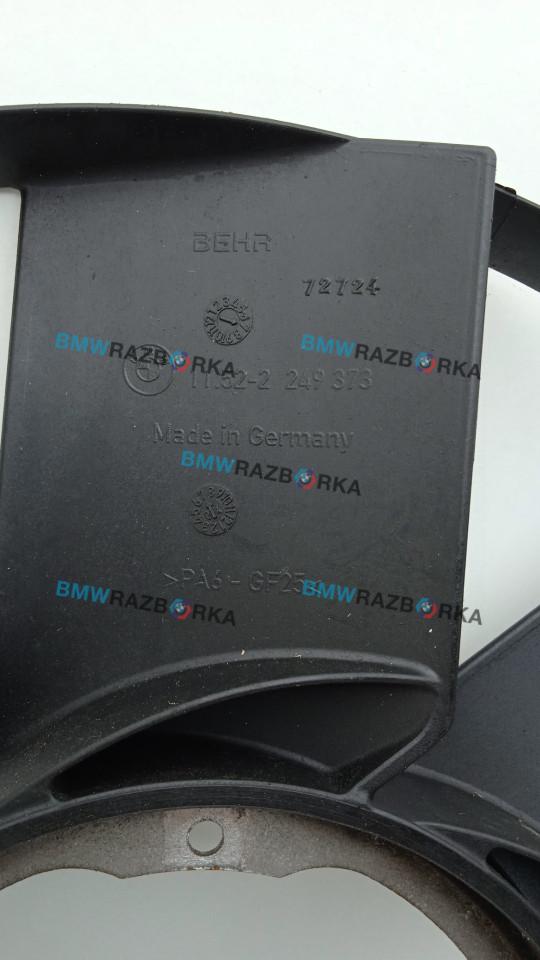 BEHR
72724
BMWRAZBORKA BMWRAZBORKA
11.52-2 249 373
Made in Germany
BMWRAZBORKA
>PA6-GF25<
BMWRAZBORKA BMWRAZBORKA